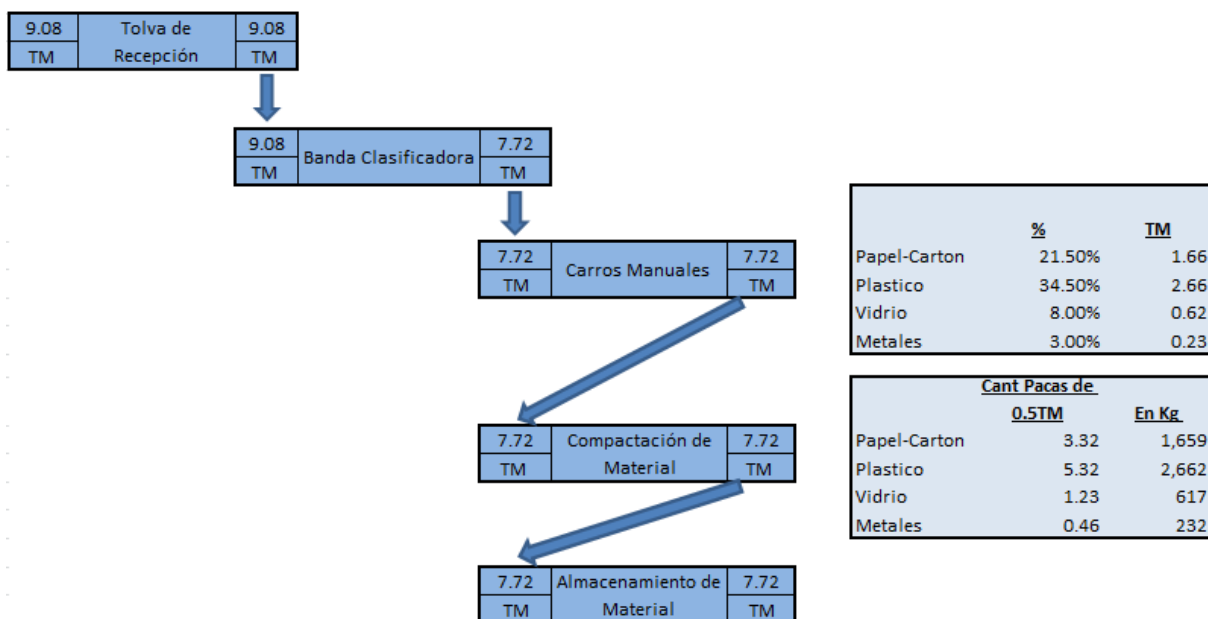 9.08 Tolva de 9.08
TM Recepción TM
9.08 Banda Clasificadora 7.72
TM TM
7.72 Carros Manuales 7.72
TM TM
7.72 Compactación de 7.72
TM Material TM
7.72 Almacenamiento de 7.72
TM Material TM
% TM
Papel-Carton 21.50% 1.66
Plastico 34.50% 2.66
Vidrio 8.00% 0.62
Metales 3.00% 0.23
Cant Pacas de
0.5TM En Kg
Papel-Carton 3.32 1,659
Plastico 5.32 2,662
Vidrio 1.23 617
Metales 0.46 232